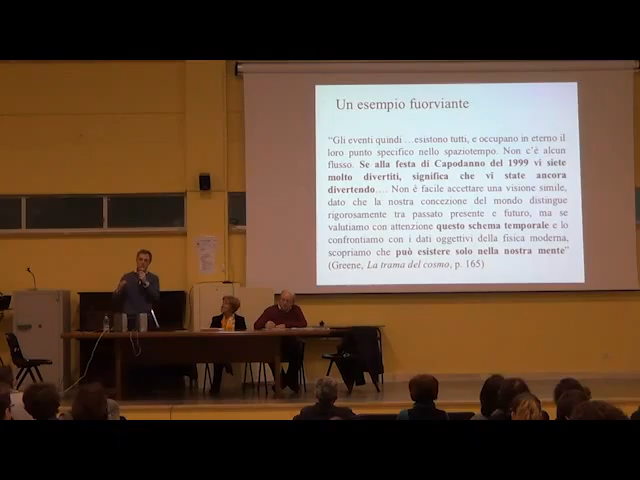 Un esempio fuorviante
“Gli eventi quindi …esistono tutti, e occupano in eterno il
loro punto specifico nello spaziotempo. Non c’è alcun
flusso. Se alla festa di Capodanno del 1999 vi siete
molto divertiti, significa che vi state ancora
divertendo…. Non è facile accettare una visione simile,
dato che la nostra concezione del mondo distingue
rigorosamente tra passato presente e futuro, ma se
valutiamo con attenzione questo schema temporale e lo
confrontiamo con i dati oggettivi della fisica moderna,
scopriamo che può esistere solo nella nostra mente”
(Greene, La trama del cosmo, p. 165)